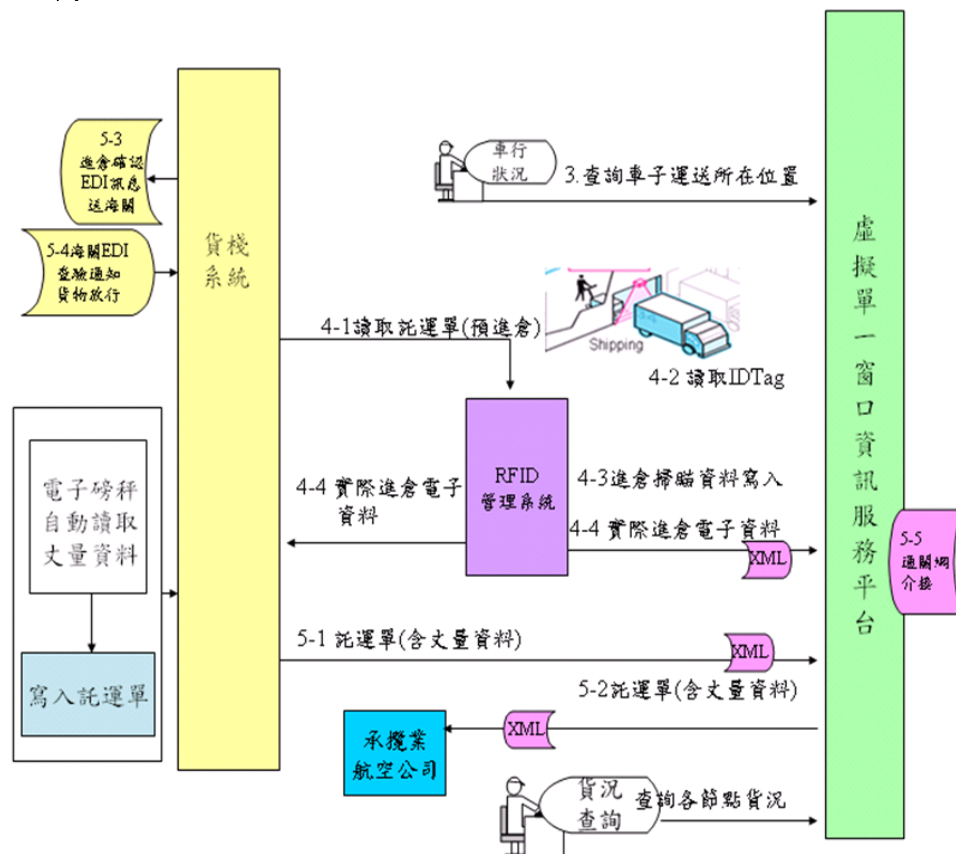 5-3
進倉確認
EDI訊息
送海關
5-4海關EDI
查驗通知
貨物放行
貨棧
系統
車行
狀況
3.查詢車子運送所在位置
4-1讀取託運單(預進倉)
Shipping
4-2 讀取IDTag
RFID
管理系統
4-3進倉掃瞄資料寫入
4-4 實際進倉電子
資料
4-4 實際進倉電子資料
XML
電子磅秤
自動讀取
丈量資料
寫入託運單
5-1 託運單(含丈量資料)
XML
5-2託運單(含丈量資料)
XML
承攬業
航空公司
貨況
查詢
查詢各節點貨況
虛擬單一窗口資訊服務平台
5-5
通關網
介接